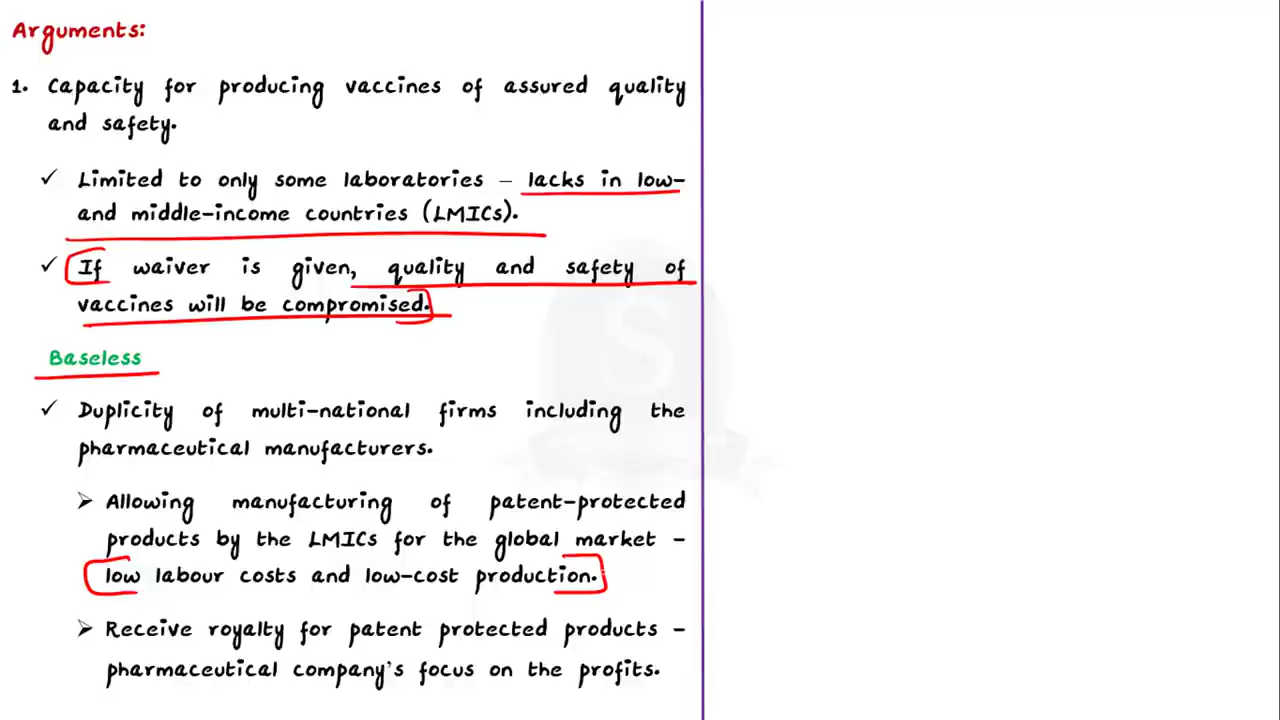 Arguments:
1. Capacity for producing vaccines of assured quality
and safety.
✓ Limited to only some laboratories – lacks in low-
and middle-income countries (LMICs).
✓ If waiver is given, quality and safety of
vaccines will be compromised.
Baseless
✓ Duplicity of multi-national firms including the
pharmaceutical manufacturers.
➢ Allowing manufacturing of patent-protected
products by the LMICs for the global market –
low labour costs and low-cost production.
➢ Receive royalty for patent protected products –
pharmaceutical company's focus on the profits.
S